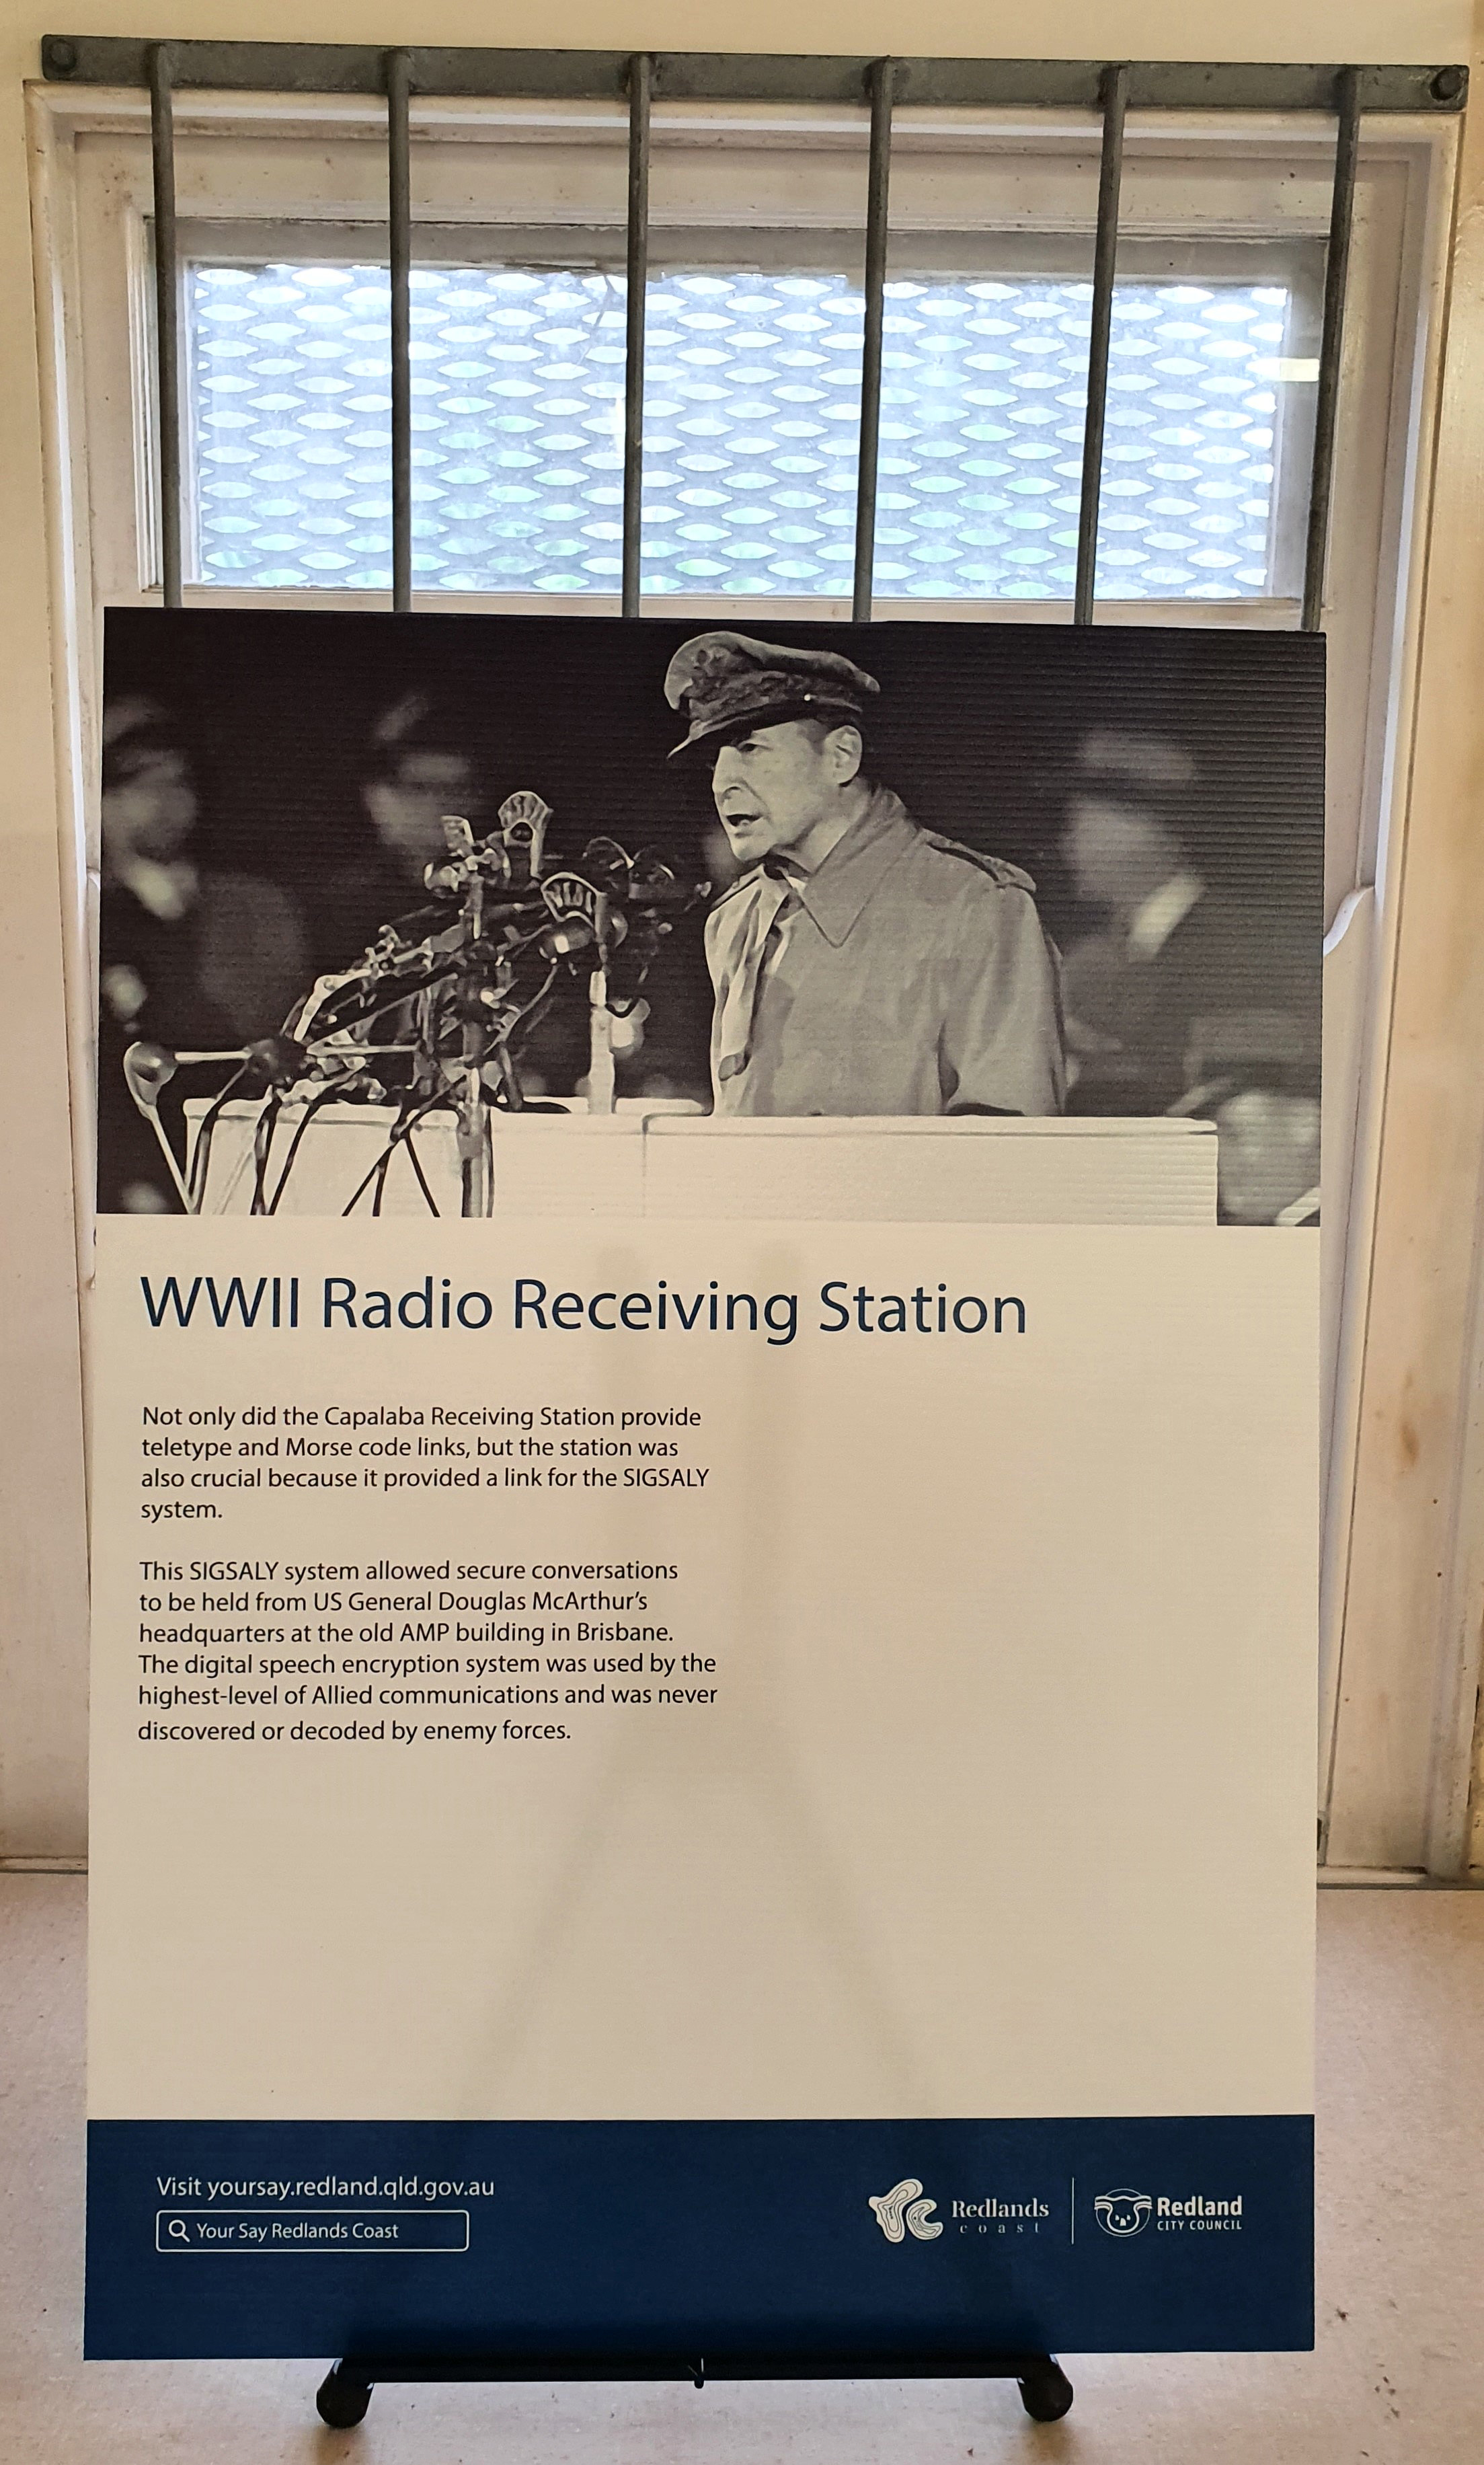 WWII Radio Receiving Station
Not only did the Capalaba Receiving Station provide
teletype and Morse code links, but the station was
also crucial because it provided a link for the SIGSALY
system.
This SIGSALY system allowed secure conversations
to be held from US General Douglas McArthur's
headquarters at the old AMP building in Brisbane.
The digital speech encryption system was used by the
highest-level of Allied communications and was never
discovered or decoded by enemy forces.
Visit yoursay.redland.qld.gov.au
Your Say Redlands Coast
Redlands
coast
Redland
CITY COUNCIL